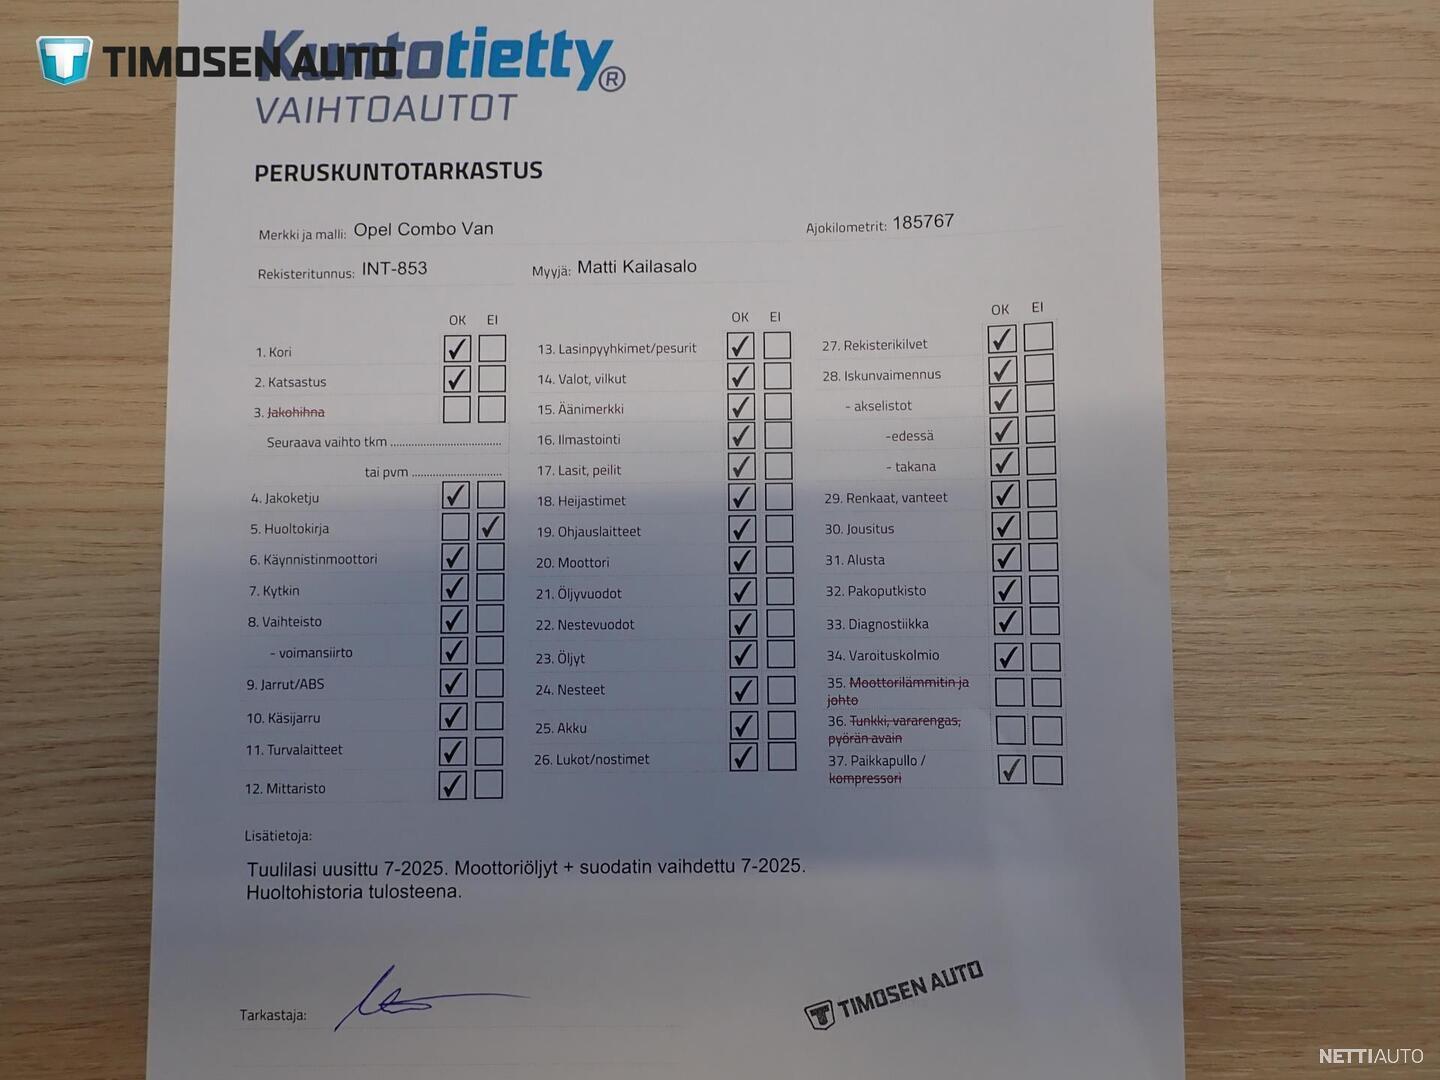 TIMOSEN AUTO
Kuntotietty®
VAIHTOAUTOT
PERUSKUNTOTARKASTUS
Merkki ja malli: Opel Combo Van
Ajokilometrit: 185767
Rekisteritunnus: INT-853
Myyjä: Matti Kailasalo
OK EI
1. Kori ✓
2. Katsastus ✓
3. Jakohihna
Seuraava vaihto tkm ................................
tai pvm ..........................
4. Jakoketju ✓
5. Huoltokirja ✓
6. Käynnistinmoottori ✓
7. Kytkin ✓
8. Vaihteisto ✓
- voimansiirto ✓
9. Jarrut/ABS ✓
10. Käsijarru ✓
11. Turvalaitteet ✓
12. Mittaristo ✓
OK EI
13. Lasinpyyhkimet/pesurit ✓
14. Valot, vilkut ✓
15. Äänimerkki ✓
16. Ilmastointi ✓
17. Lasit, peilit ✓
18. Heijastimet ✓
19. Ohjauslaitteet ✓
20. Moottori ✓
21. Öljyvuodot ✓
22. Nestevuodot ✓
23. Öljyt ✓
24. Nesteet ✓
25. Akku ✓
26. Lukot/nostimet ✓
OK EI
27. Rekisterikilvet ✓
28. Iskunvaimennus ✓
- akselistot ✓
-edessä ✓
- takana ✓
29. Renkaat, vanteet ✓
30. Jousitus ✓
31. Alusta ✓
32. Pakoputkisto ✓
33. Diagnostiikka ✓
34. Varoituskolmio ✓
35. Moottorilämmitin ja
johto
36. Tunkki, vararengas,
pyörän avain
37. Paikkapullo / ✓
kompressori
Lisätietoja:
Tuulilasi uusittu 7-2025. Moottoriöljyt + suodatin vaihdettu 7-2025.
Huoltohistoria tulosteena.
Tarkastaja:
TIMOSEN AUTO
NETTIAUTO